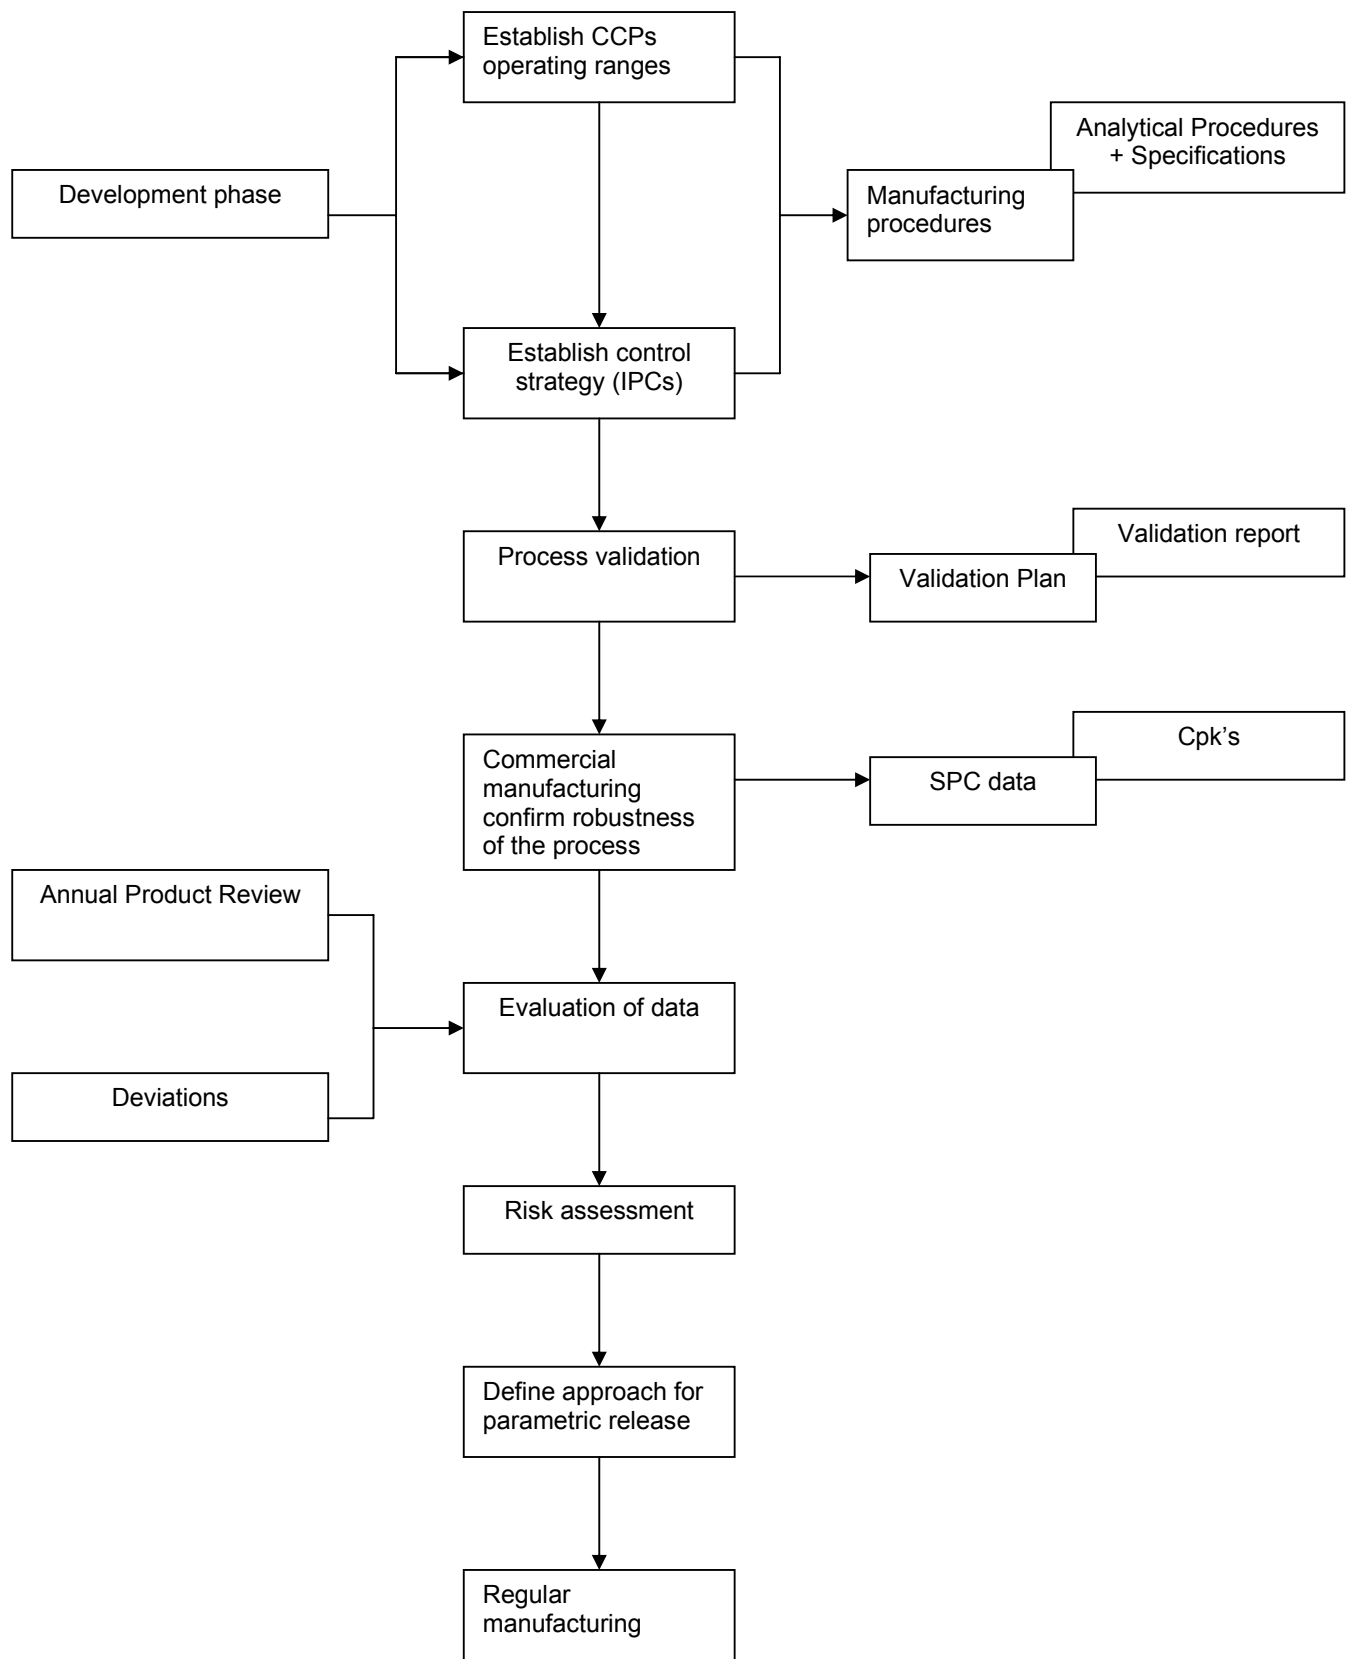 Establish CCPs
operating ranges
Analytical Procedures
+ Specifications
Development phase
Manufacturing
procedures
Establish control
strategy (IPCs)
Validation report
Process validation
Validation Plan
Cpk’s
Commercial
manufacturing
confirm robustness
of the process
SPC data
Annual Product Review
Evaluation of data
Deviations
Risk assessment
Define approach for
parametric release
Regular
manufacturing